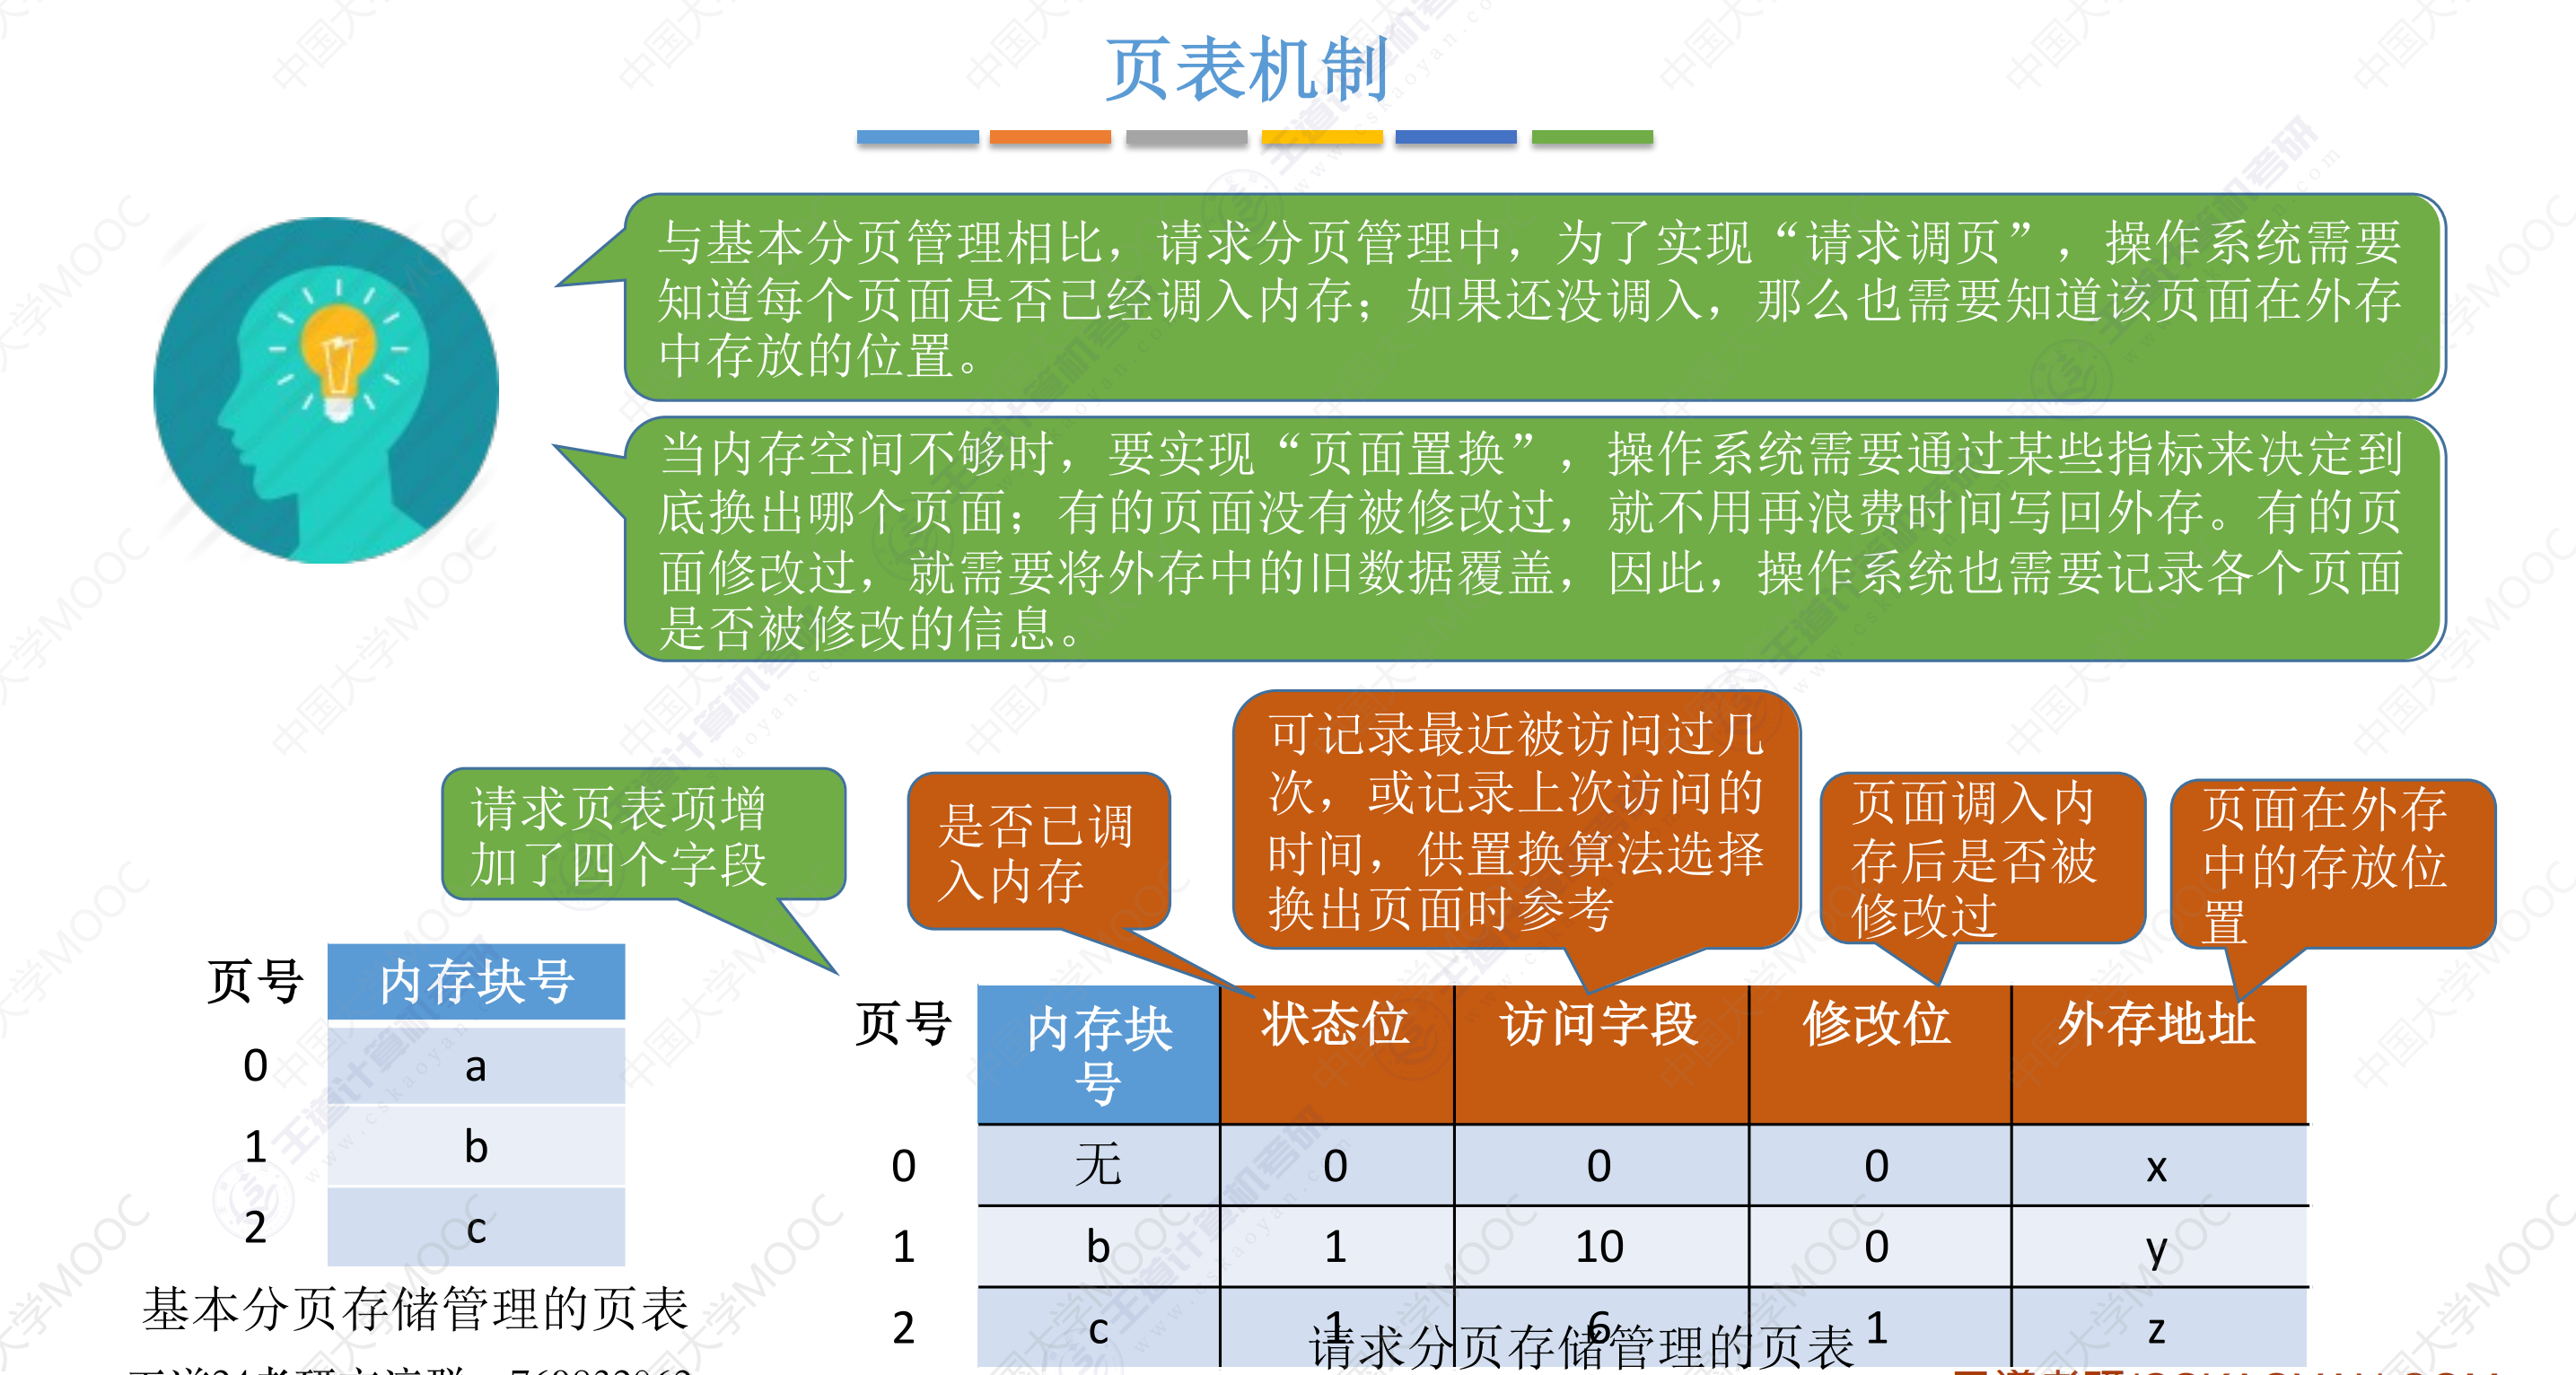 页表机制
与基本分页管理相比，请求分页管理中，为了实现“请求调页”，操作系统需要
知道每个页面是否已经调入内存；如果还没调入，那么也需要知道该页面在外存
中存放的位置。
当内存空间不够时，要实现“页面置换”，操作系统需要通过某些指标来决定到
底换出哪个页面；有的页面没有被修改过，就不用再浪费时间写回外存。有的页
面修改过，就需要将外存中的旧数据覆盖，因此，操作系统也需要记录各个页面
是否被修改的信息。
请求页表项增
加了四个字段
是否已调
入内存
可记录最近被访问过几
次，或记录上次访问的
时间，供置换算法选择
换出页面时参考
页面调入内
存后是否被
修改过
页面在外存
中的存放位
置
页号 内存块号
0 a
1 b
2 c
基本分页存储管理的页表
页号 内存块
号 状态位 访问字段 修改位 外存地址
0 无 0 0 0 x
1 b 1 10 0 y
2 c 1 6 1 z
请求分页存储管理的页表